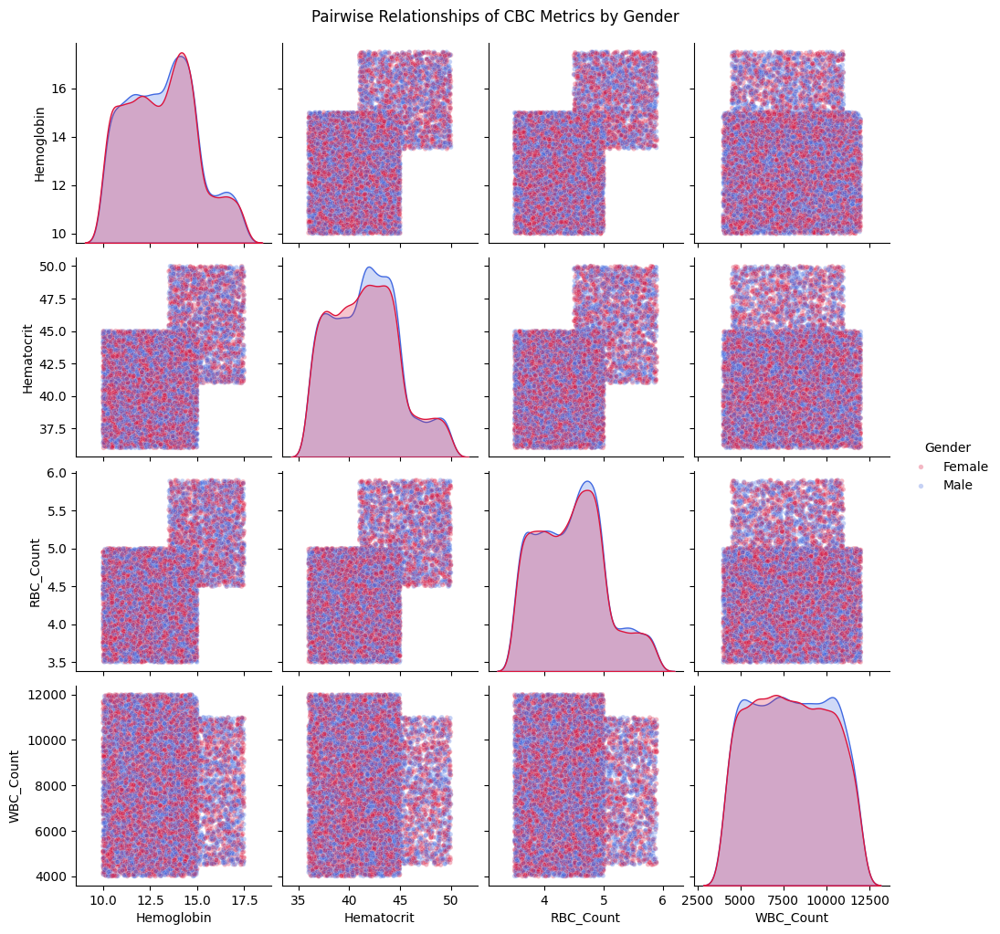 Pairwise Relationships of CBC Metrics by Gender
16
14
12
10
Hemoglobin
50.0
47.5
45.0
42.5
40.0
37.5
Hematocrit
Gender
Female
Male
6.0
5.5
5.0
4.5
4.0
3.5
RBC_Count
12000
10000
8000
6000
4000
WBC_Count
10.0 12.5 15.0 17.5
35 40 45 50
4 5 6
2500 5000 7500 10000 12500
Hemoglobin
Hematocrit
RBC_Count
WBC_Count